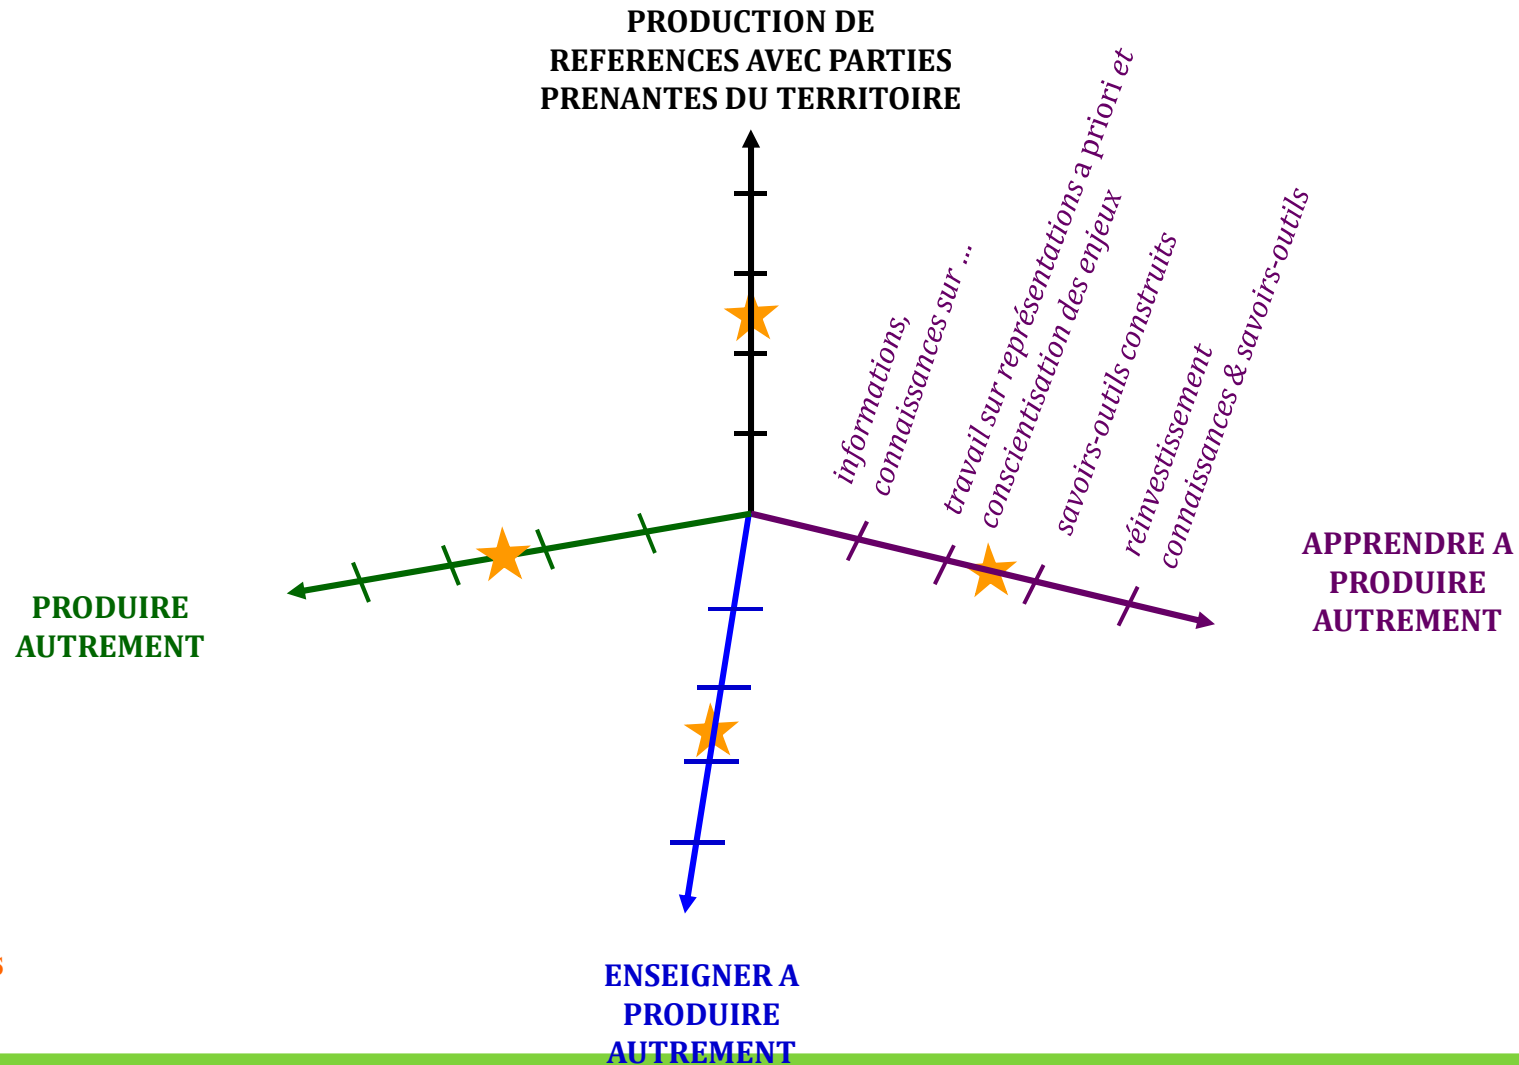 PRODUCTION DE
REFERENCES AVEC PARTIES
PRENANTES DU TERRITOIRE
informations,
connaissances sur ...
travail sur représentations a priori et
conscientisation des enjeux
savoirs-outils construits
réinvestissement
connaissances & savoirs-outils
APPRENDRE A
PRODUIRE
AUTREMENT
PRODUIRE
AUTREMENT
ENSEIGNER A
PRODUIRE
AUTREMENT